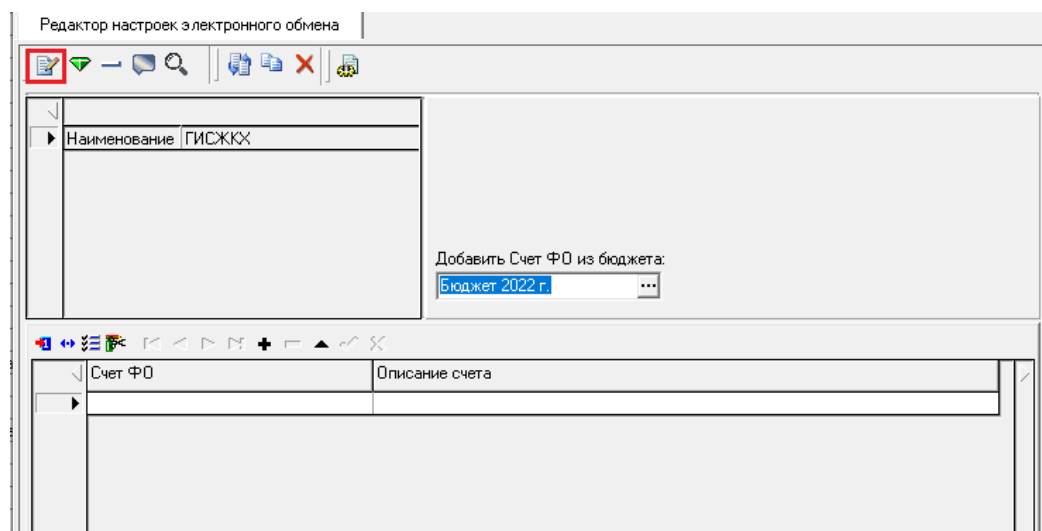 Редактор настроек электронного обмена
Наименование ГИСЖКХ
Добавить Счет ФО из бюджета:
Бюджет 2022 г. ...
Счет ФО Описание счета